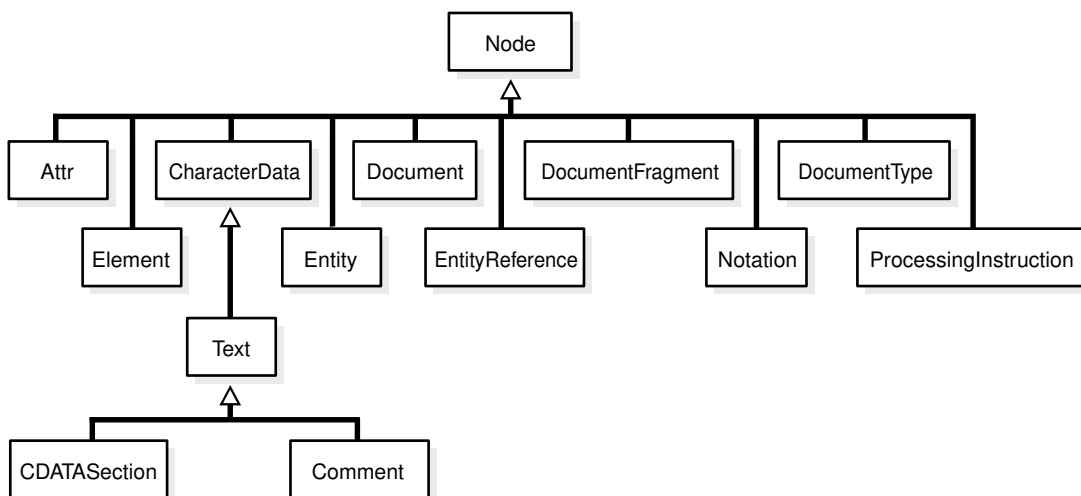 Node
Attr
CharacterData
Document
DocumentFragment
DocumentType
Element
Entity
EntityReference
Notation
ProcessingInstruction
Text
CDATASection
Comment